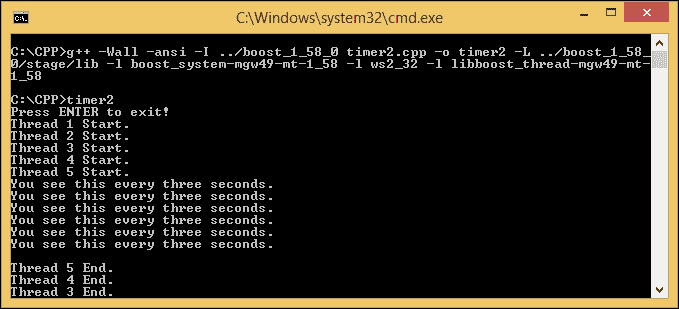 C:\Windows\system32\cmd.exe
C:\CPP>g++ -Wall -ansi -I ../boost_1_58_0 timer2.cpp -o timer2 -L ../boost_1_58_
0/stage/lib -l boost_system-mgw49-mt-1_58 -l ws2_32 -l libboost_thread-mgw49-mt-
1_58
C:\CPP>timer2
Press ENTER to exit!
Thread 1 Start.
Thread 2 Start.
Thread 3 Start.
Thread 4 Start.
Thread 5 Start.
You see this every three seconds.
You see this every three seconds.
You see this every three seconds.
You see this every three seconds.
You see this every three seconds.
You see this every three seconds.
Thread 5 End.
Thread 4 End.
Thread 3 End.